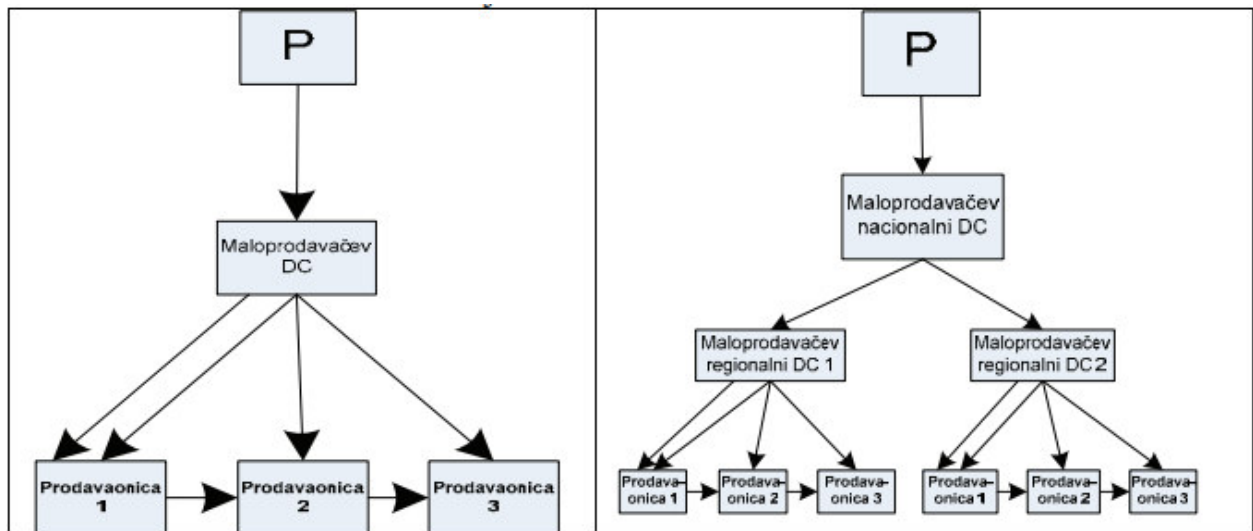 P
Maloprodavačev
DC
Prodavaonica
1
Prodavaonica
2
Prodavaonica
3
P
Maloprodavačev
nacionalni DC
Maloprodavačev
regionalni DC 1
Maloprodavačev
regionalni DC 2
Prodava-
onica 1
Prodava-
onica 2
Prodava-
onica 3
Prodava-
onica 1
Prodava-
onica 2
Prodava-
onica 3